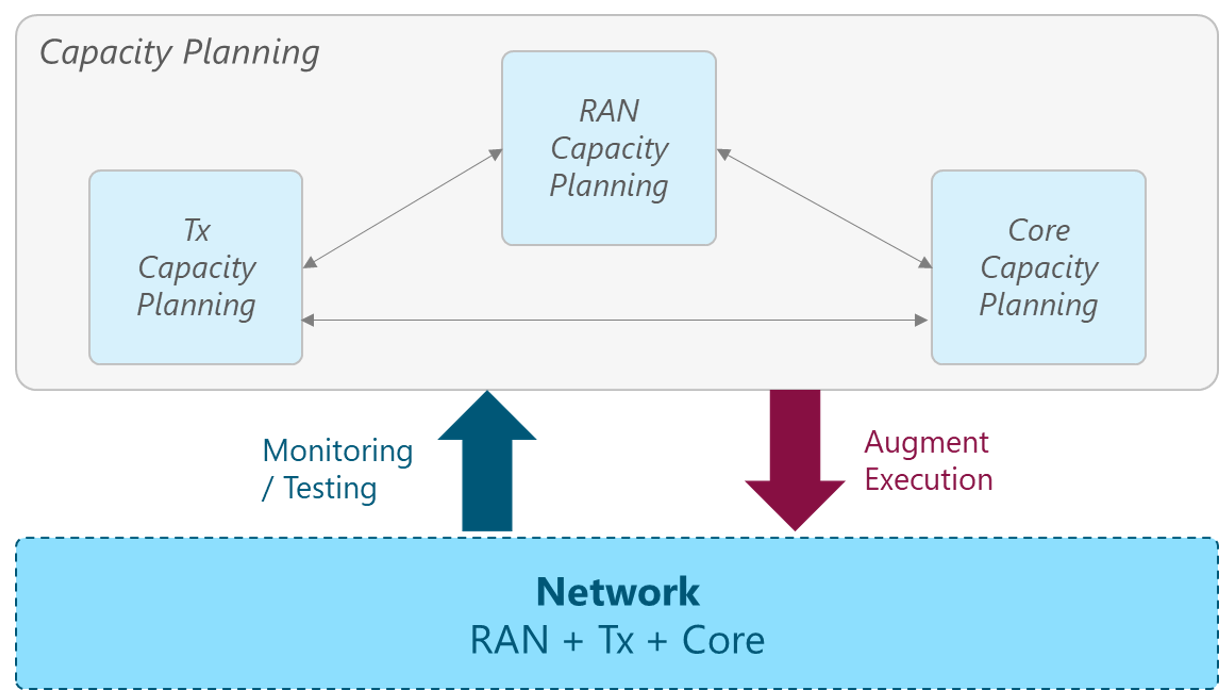 Capacity Planning
RAN
Capacity
Planning
Tx
Capacity
Planning
Core
Capacity
Planning
Monitoring
/ Testing
Augment
Execution
Network
RAN + Tx + Core